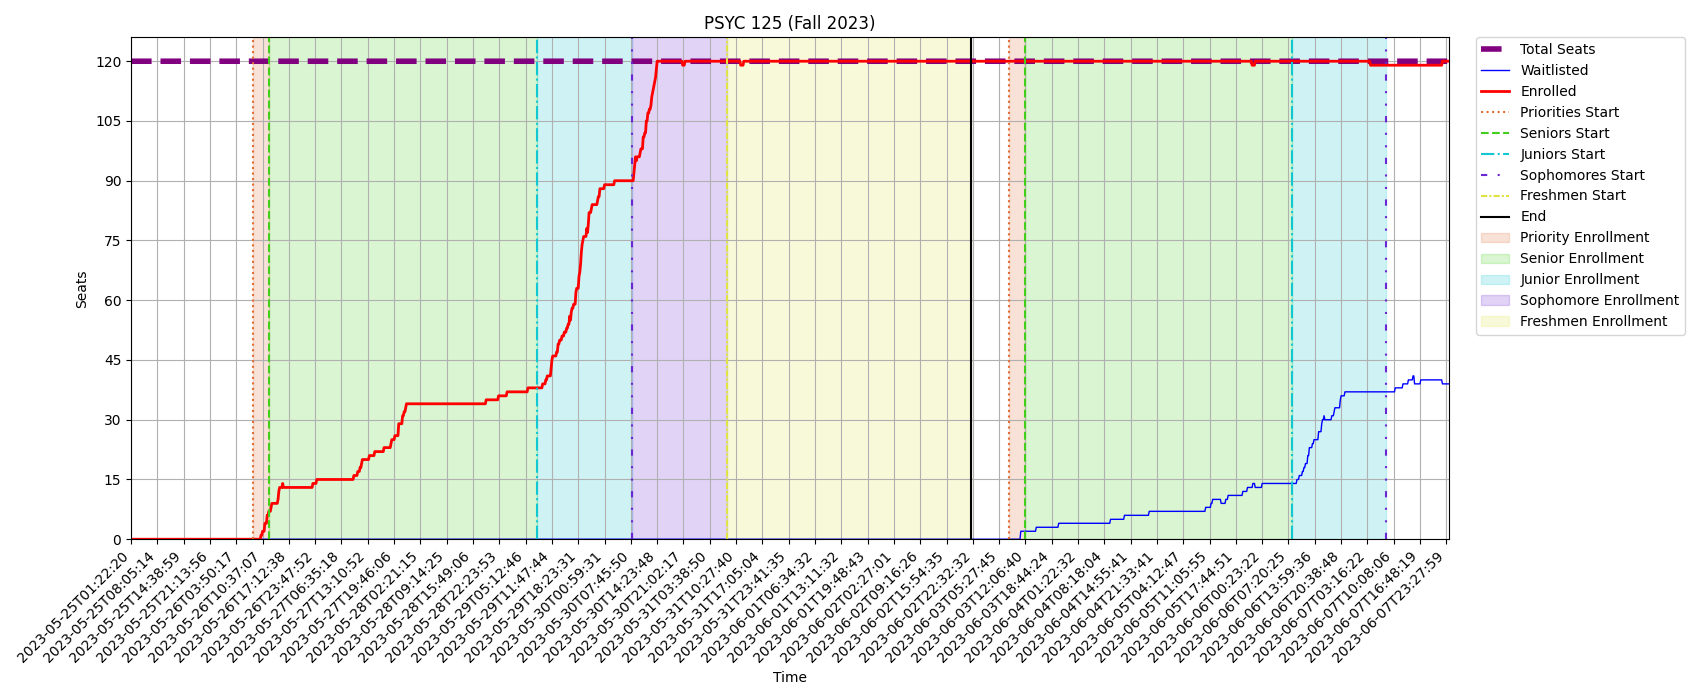 PSYC 125 (Fall 2023)
Seats
120
105
90
75
60
45
30
15
0
2023-05-25T01:22:20
2023-05-25T08:05:14
2023-05-25T14:38:59
2023-05-25T21:13:56
2023-05-26T03:50:17
2023-05-26T10:37:07
2023-05-26T17:12:38
2023-05-26T23:47:52
2023-05-27T06:35:18
2023-05-27T13:10:52
2023-05-27T19:46:06
2023-05-28T02:21:15
2023-05-28T09:14:25
2023-05-28T15:49:06
2023-05-28T22:23:53
2023-05-29T05:12:46
2023-05-29T11:47:44
2023-05-29T18:23:31
2023-05-30T00:59:31
2023-05-30T07:45:50
2023-05-30T14:23:48
2023-05-30T21:02:17
2023-05-31T03:38:50
2023-05-31T10:27:40
2023-05-31T17:05:04
2023-05-31T23:41:35
2023-06-01T06:34:32
2023-06-01T13:11:32
2023-06-01T19:48:43
2023-06-02T02:27:01
2023-06-02T09:16:26
2023-06-02T15:54:35
2023-06-02T22:32:32
2023-06-03T05:27:45
2023-06-03T12:06:40
2023-06-03T18:44:24
2023-06-04T01:22:32
2023-06-04T08:18:04
2023-06-04T14:55:41
2023-06-04T21:33:41
2023-06-05T04:12:47
2023-06-05T11:05:55
2023-06-05T17:44:51
2023-06-06T00:23:22
2023-06-06T07:20:25
2023-06-06T13:59:36
2023-06-06T20:38:48
2023-06-07T03:16:22
2023-06-07T10:08:06
2023-06-07T16:48:19
2023-06-07T23:27:59
Time
Total Seats
Waitlisted
Enrolled
Priorities Start
Seniors Start
Juniors Start
Sophomores Start
Freshmen Start
End
Priority Enrollment
Senior Enrollment
Junior Enrollment
Sophomore Enrollment
Freshmen Enrollment